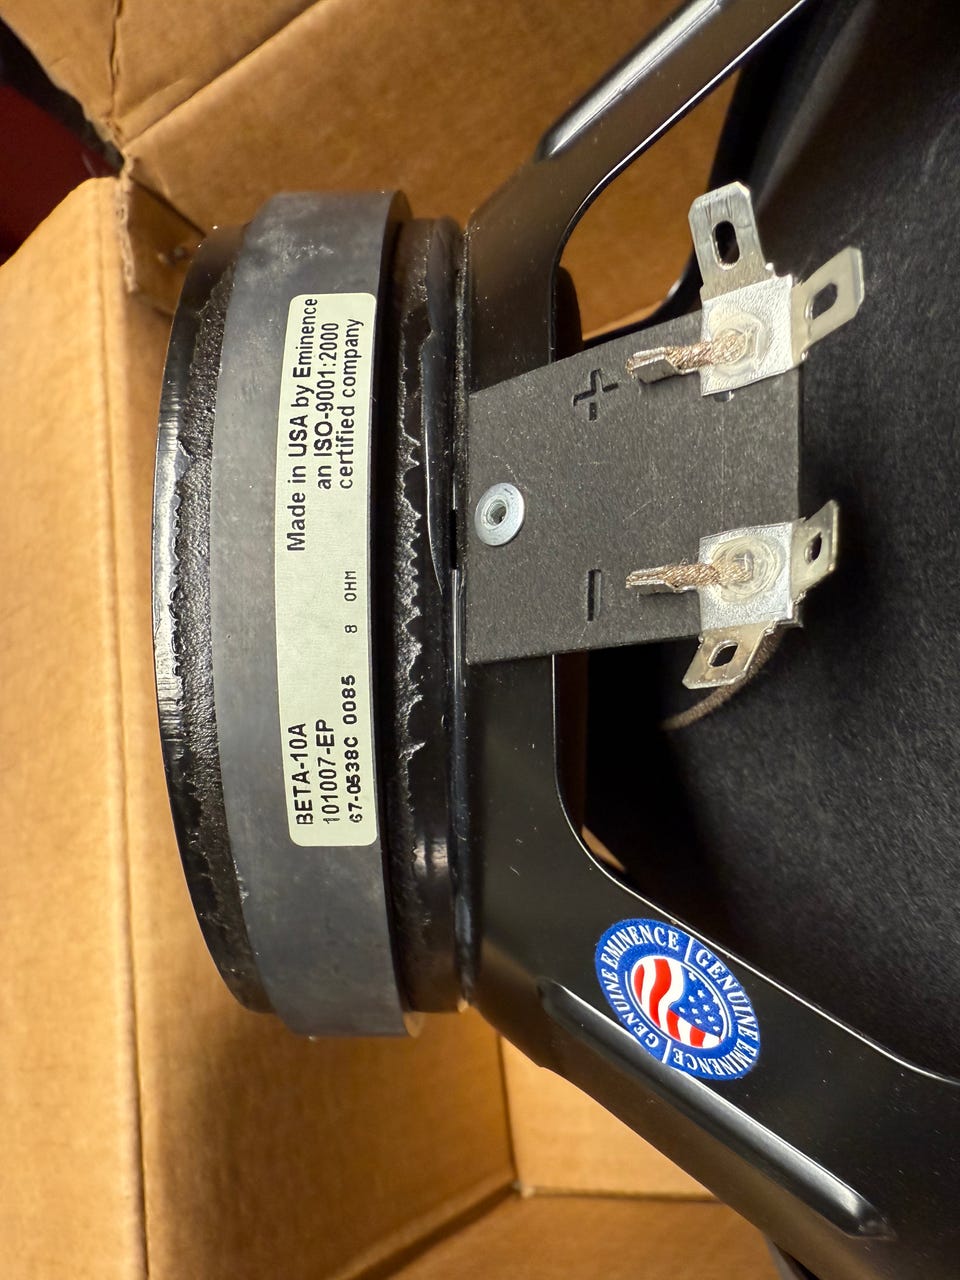 BETA-10A
101007-EP
67-0538C 0085
8 OHM
Made in USA by Eminence
an ISO-9001:2000
certified company
+
-
GENUINE EMINENCE | GENUINE EMINENCE |